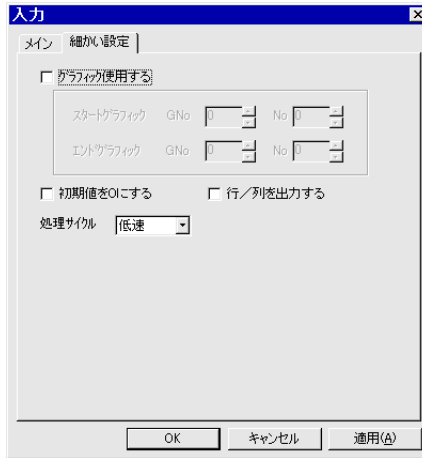 入力
メイン 細かい設定
グラフィック使用する
スタートグラフィック GNo 0 No 0
エンドグラフィック GNo 0 No 0
初期値を0にする 行/列を出力する
処理サイクル 低速
OK キャンセル 適用(A)